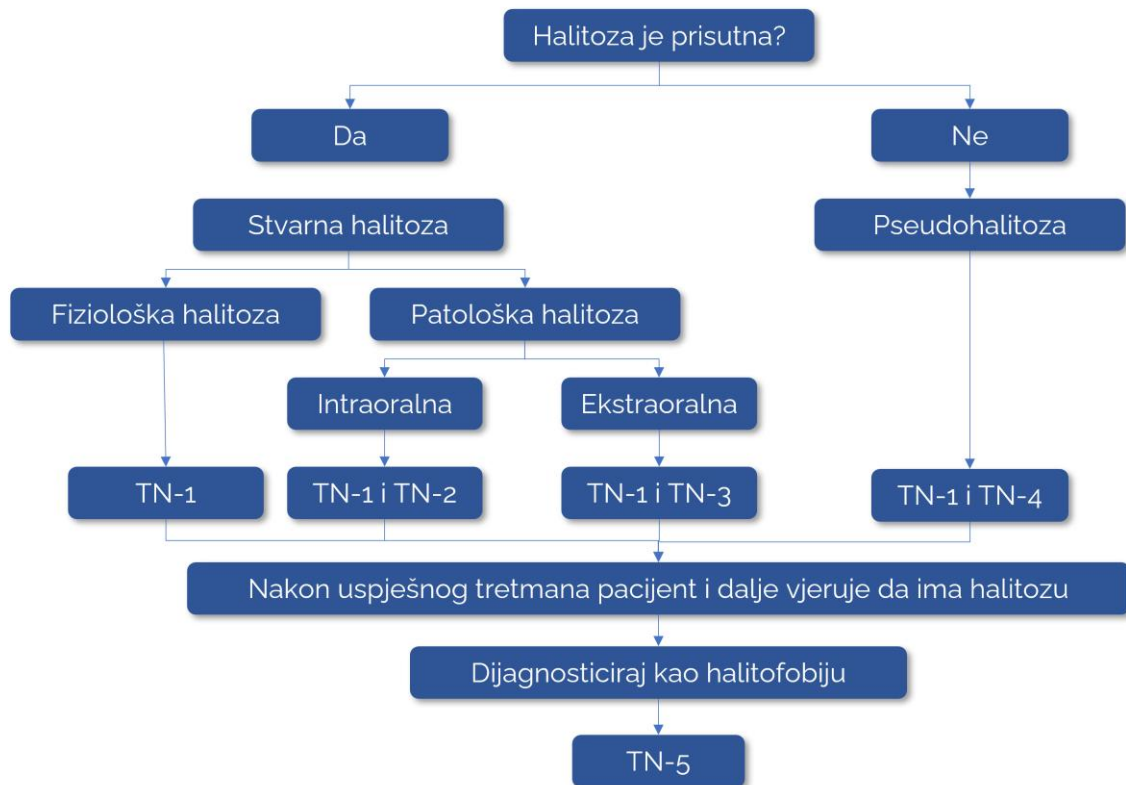 Halitoza je prisutna?
Da
Ne
Stvarna halitoza
Pseudohalitoza
Fiziološka halitoza
Patološka halitoza
Intraoralna
Ekstraoralna
TN-1
TN-1 i TN-2
TN-1 i TN-3
TN-1 i TN-4
Nakon uspješnog tretmana pacijent i dalje vjeruje da ima halitozu
Dijagnosticiraj kao halitofobiju
TN-5